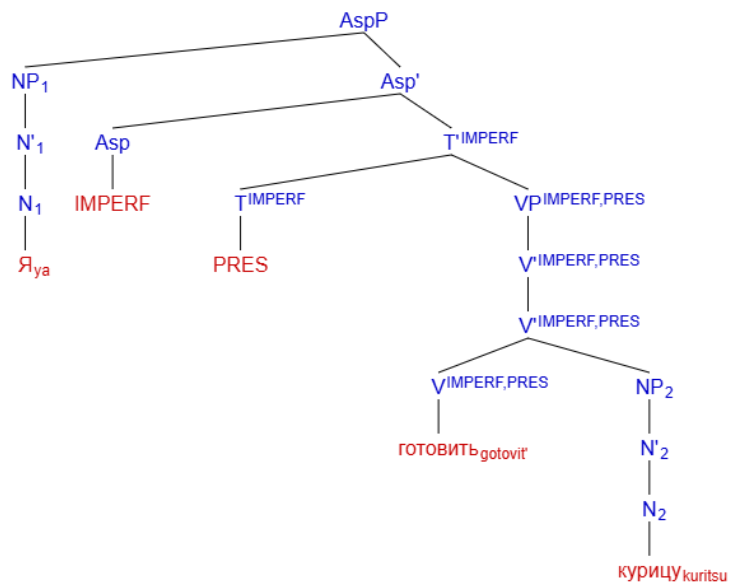 AspP
NP1 Asp'
N'1 Asp T'IMPERF
N1 IMPERF TIMPERF VPIMPERF,PRES
Яya PRES V'IMPERF,PRES
V'IMPERF,PRES
VIMPERF,PRES NP2
готовитьgotovit' N'2
N2
курицуkuritsu